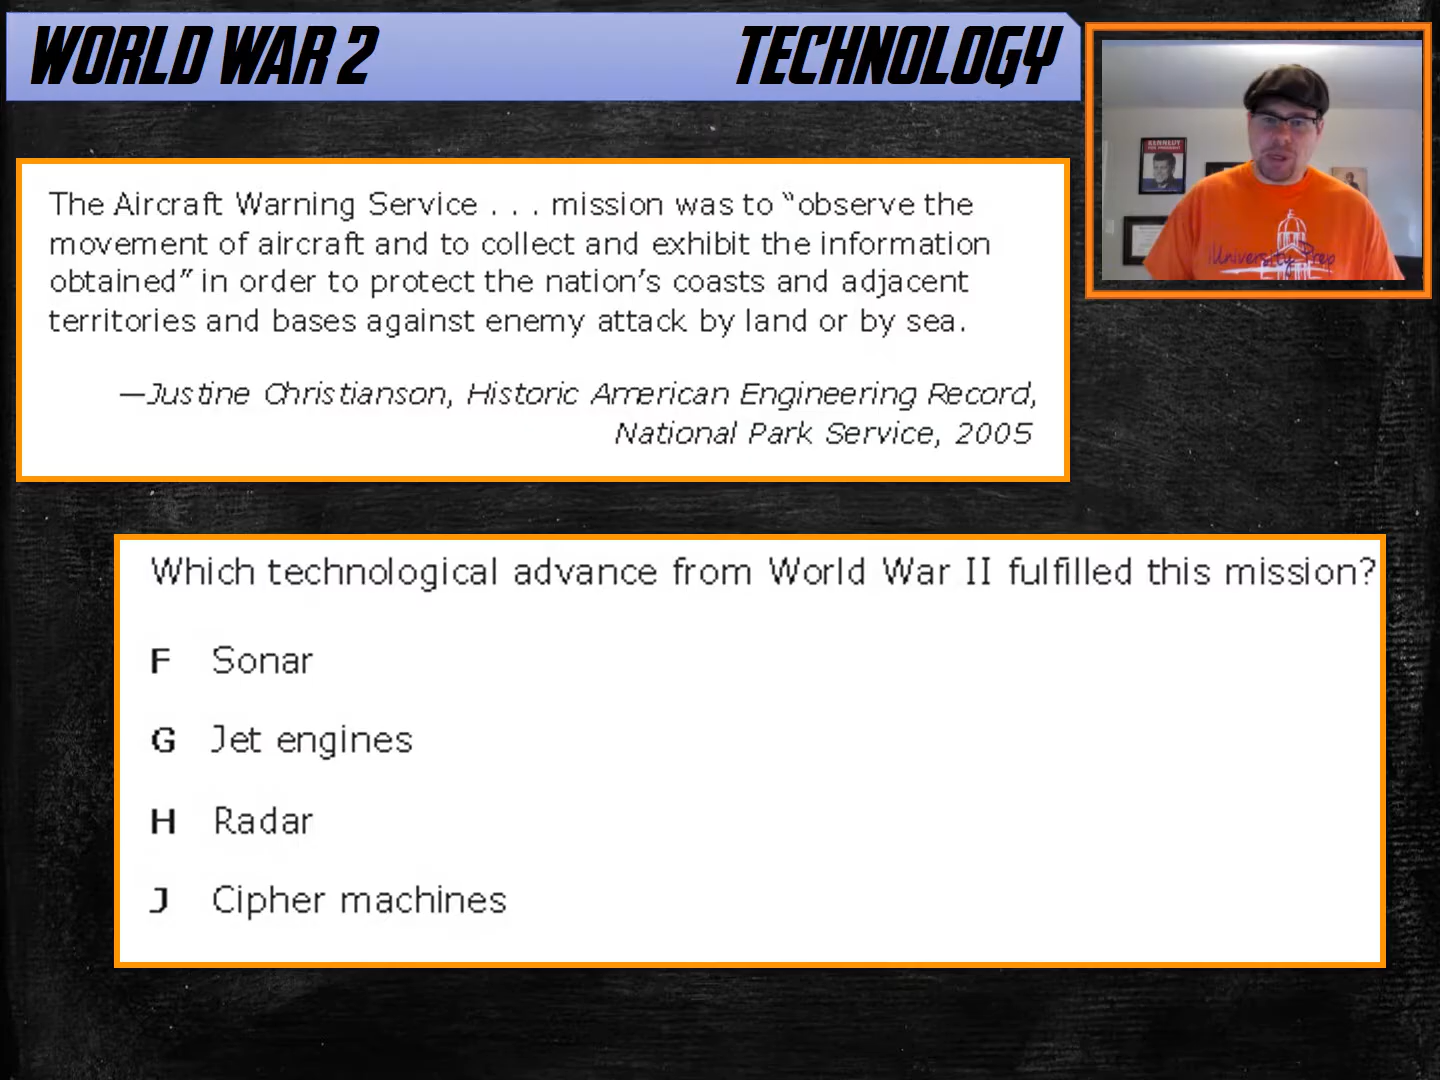 WORLD WAR 2
TECHNOLOGY
KENNEDY
University Prep
The Aircraft Warning Service . . . mission was to “observe the
movement of aircraft and to collect and exhibit the information
obtained” in order to protect the nation’s coasts and adjacent
territories and bases against enemy attack by land or by sea.
—Justine Christianson, Historic American Engineering Record,
National Park Service, 2005
Which technological advance from World War II fulfilled this mission?
F Sonar
G Jet engines
H Radar
J Cipher machines